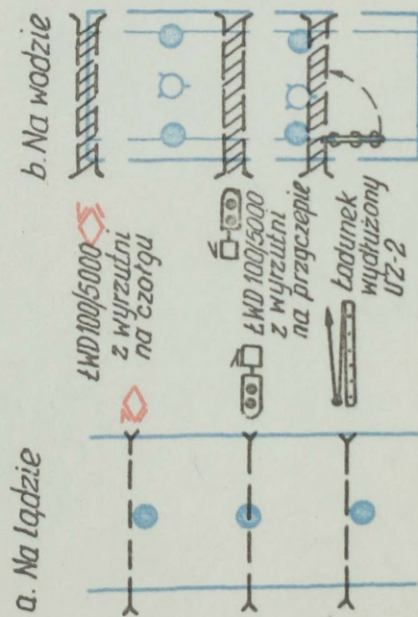 a. Na lądzie
b. Na wodzie
ŁWD 100/5000
z wyrzutni
na czołgu
ŁWD 100/5000
z wyrzutni
na przyczepie
Ładunek
wydłużony
UZ-2